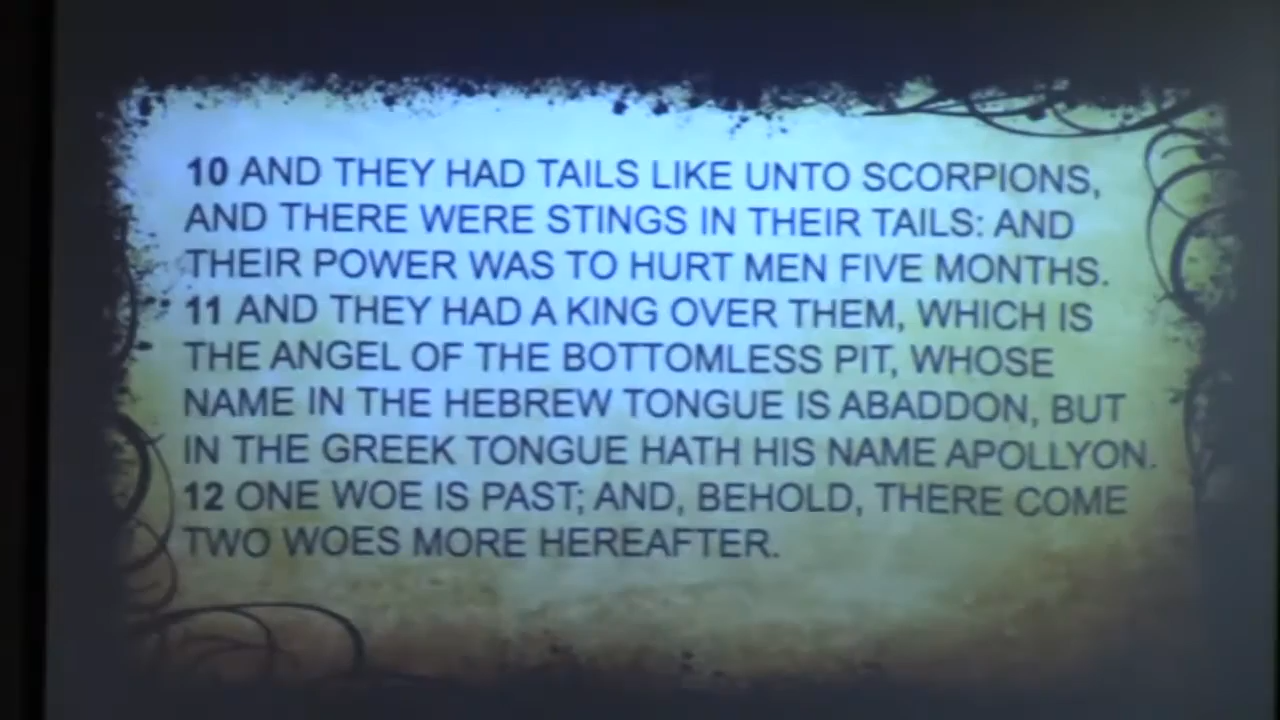 10 AND THEY HAD TAILS LIKE UNTO SCORPIONS,
AND THERE WERE STINGS IN THEIR TAILS: AND
THEIR POWER WAS TO HURT MEN FIVE MONTHS.
11 AND THEY HAD A KING OVER THEM, WHICH IS
THE ANGEL OF THE BOTTOMLESS PIT, WHOSE
NAME IN THE HEBREW TONGUE IS ABADDON, BUT
IN THE GREEK TONGUE HATH HIS NAME APOLLYON.
12 ONE WOE IS PAST; AND, BEHOLD, THERE COME
TWO WOES MORE HEREAFTER.